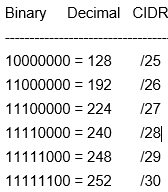 Binary Decimal CIDR
----------------------------------
10000000 = 128 /25
11000000 = 192 /26
11100000 = 224 /27
11110000 = 240 /28
11111000 = 248 /29
11111100 = 252 /30